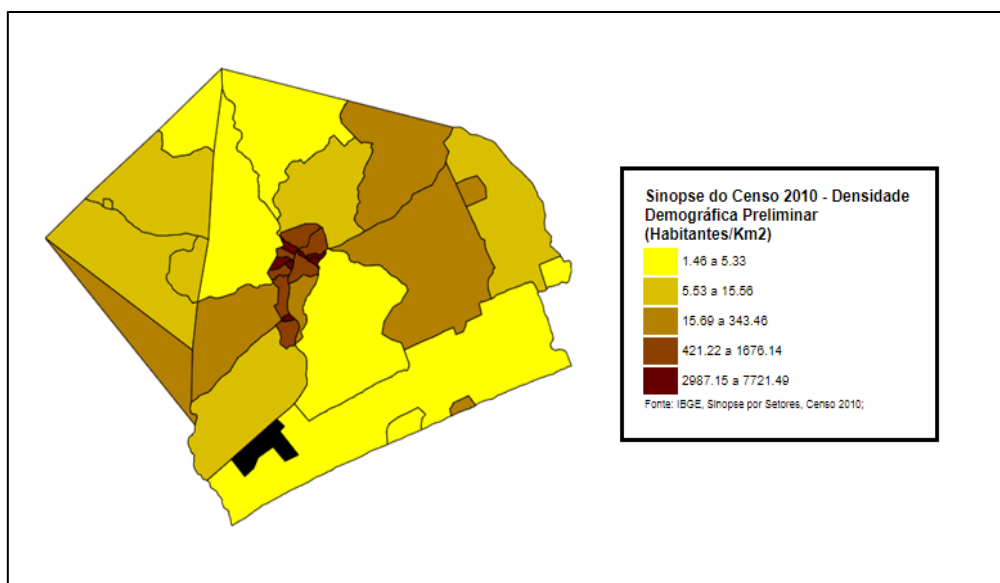 Sinopse do Censo 2010 - Densidade
Demográfica Preliminar
(Habitantes/Km2)
1.46 a 5.33
5.53 a 15.56
15.69 a 343.46
421.22 a 1676.14
2987.15 a 7721.49
Fonte: IBGE, Sinopse por Setores, Censo 2010;